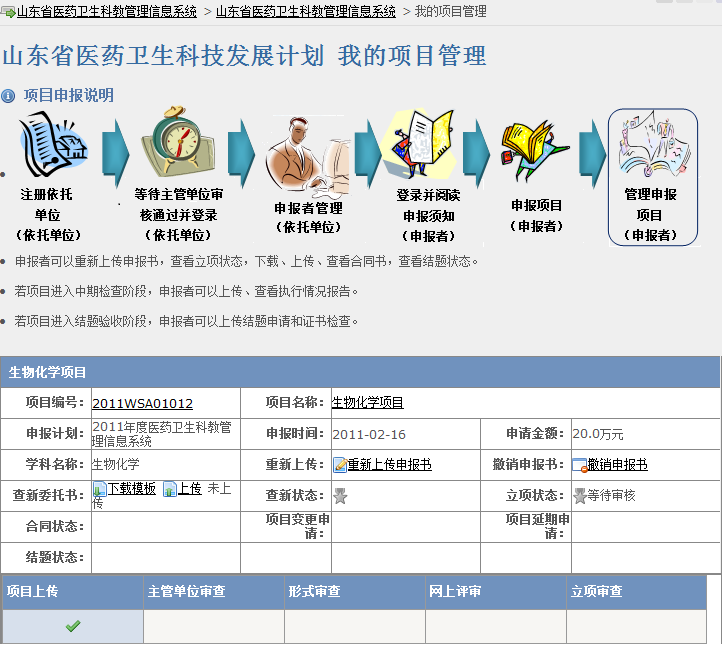 山东省医药卫生科教管理信息系统 > 山东省医药卫生科教管理信息系统 > 我的项目管理
山东省医药卫生科技发展计划 我的项目管理
项目申报说明
注册依托
单位
(依托单位)
等待主管单位审
核通过并登录
(依托单位)
申报者管理
(依托单位)
登录并阅读
申报须知
(申报者)
申报项目
(申报者)
管理申报
项目
(申报者)
申报者可以重新上传申报书，查看立项状态，下载、上传、查看合同书，查看结题状态。
若项目进入中期检查阶段，申报者可以上传、查看执行情况报告。
若项目进入结题验收阶段，申报者可以上传结题申请和证书检查。
生物化学项目
项目编号： 2011WSA01012 项目名称： 生物化学项目
申报计划： 2011年度医药卫生科教管
理信息系统 申报时间： 2011-02-16 申请金额： 20.0万元
学科名称： 生物化学 重新上传： 重新上传申报书 撤销申报书： 撤销申报书
查新委托书： 下载模板 上传 未上
传 查新状态： 立项状态： 等待审核
合同状态： 项目变更申
请： 项目延期申
请：
结题状态：
项目上传 主管单位审查 形式审查 网上评审 立项审查